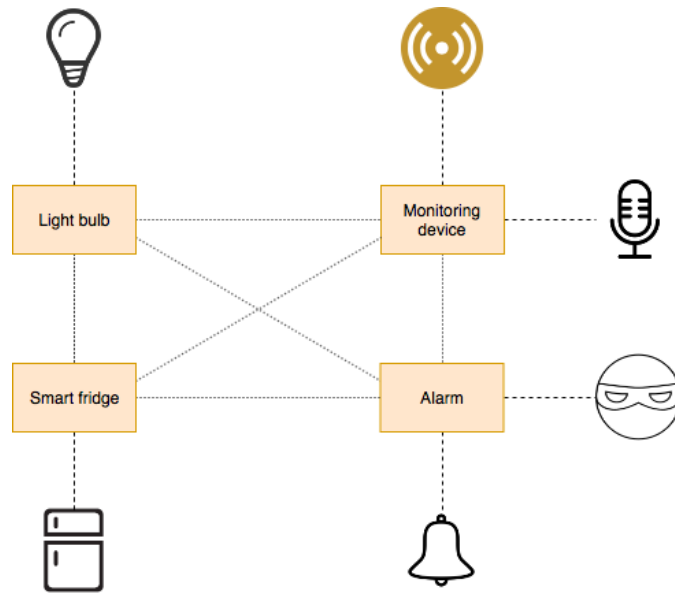 Light bulb
Monitoring
device
Smart fridge
Alarm